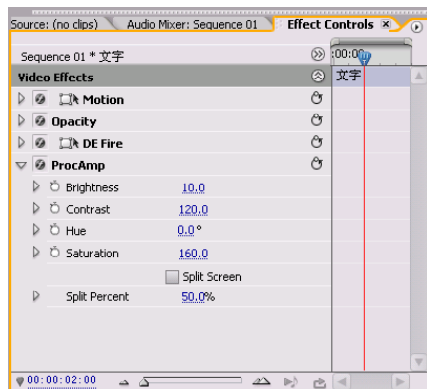 Source: (no clips) Audio Mixer: Sequence 01 Effect Controls
Sequence 01 * 文字 :00:00
Video Effects 文字
Motion
Opacity
DE Fire
ProcAmp
Brightness 10.0
Contrast 120.0
Hue 0.0°
Saturation 160.0
Split Screen
Split Percent 50.0%
00:00:02:00